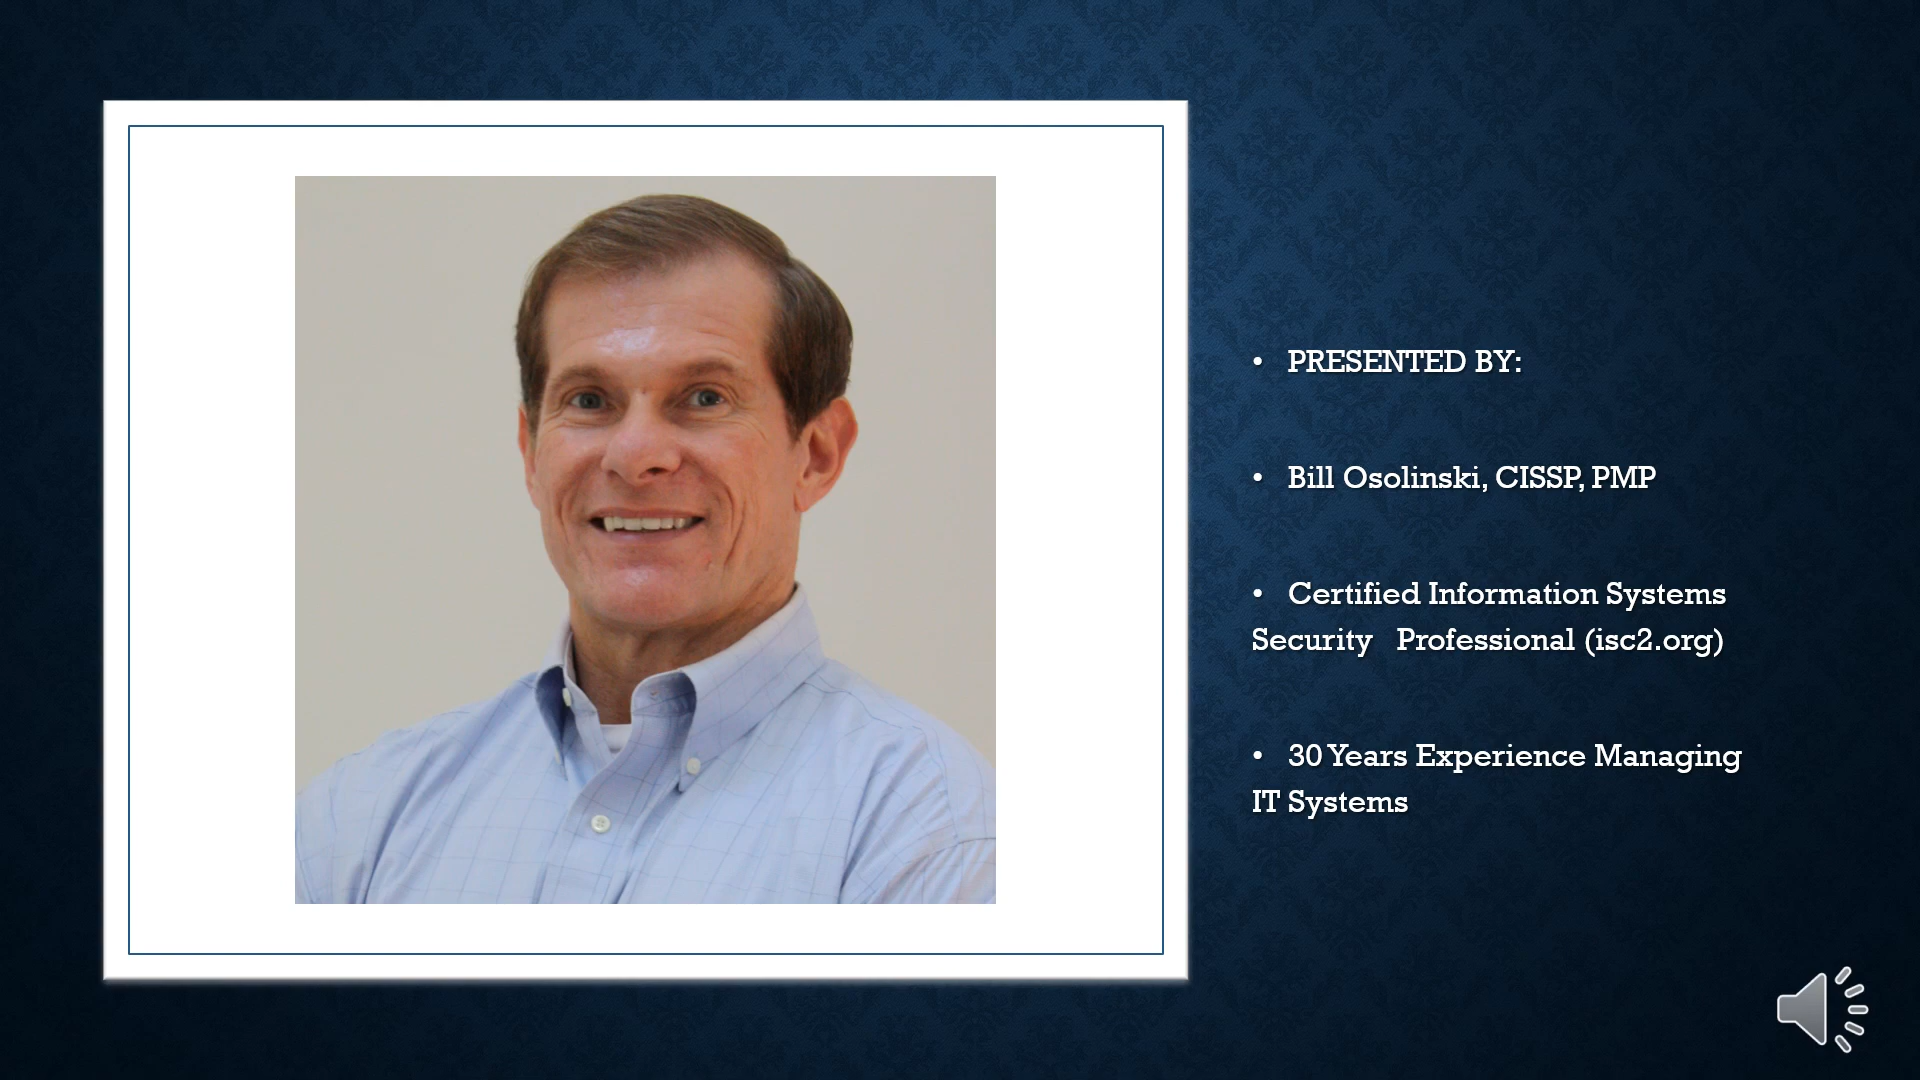 • PRESENTED BY:
• Bill Osolinski, CISSP, PMP
• Certified Information Systems
Security Professional (isc2.org)
• 30 Years Experience Managing
IT Systems